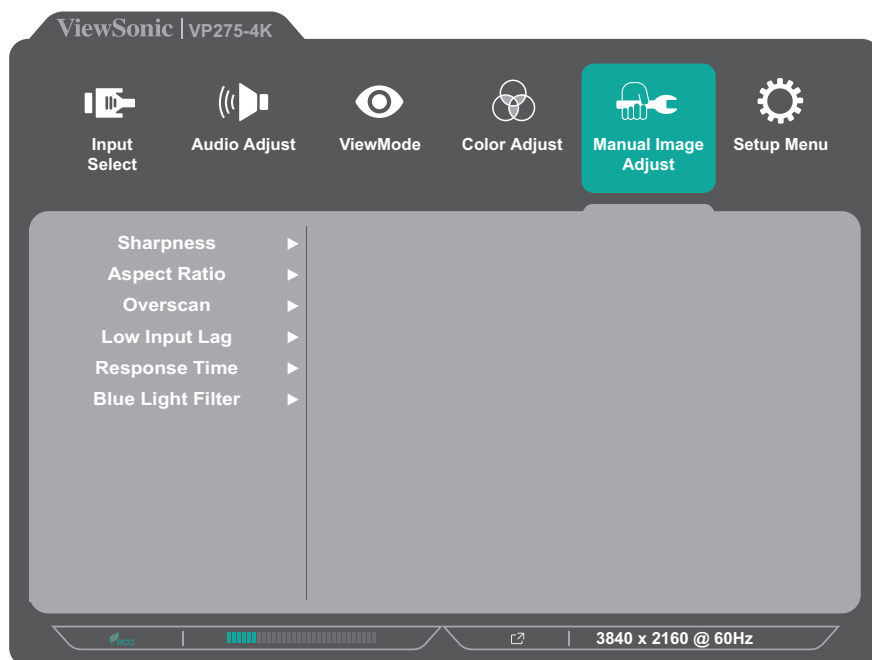 ViewSonic | VP275-4K
Input Select
Audio Adjust
ViewMode
Color Adjust
Manual Image Adjust
Setup Menu
Sharpness
Aspect Ratio
Overscan
Low Input Lag
Response Time
Blue Light Filter
eco
3840 x 2160 @ 60Hz